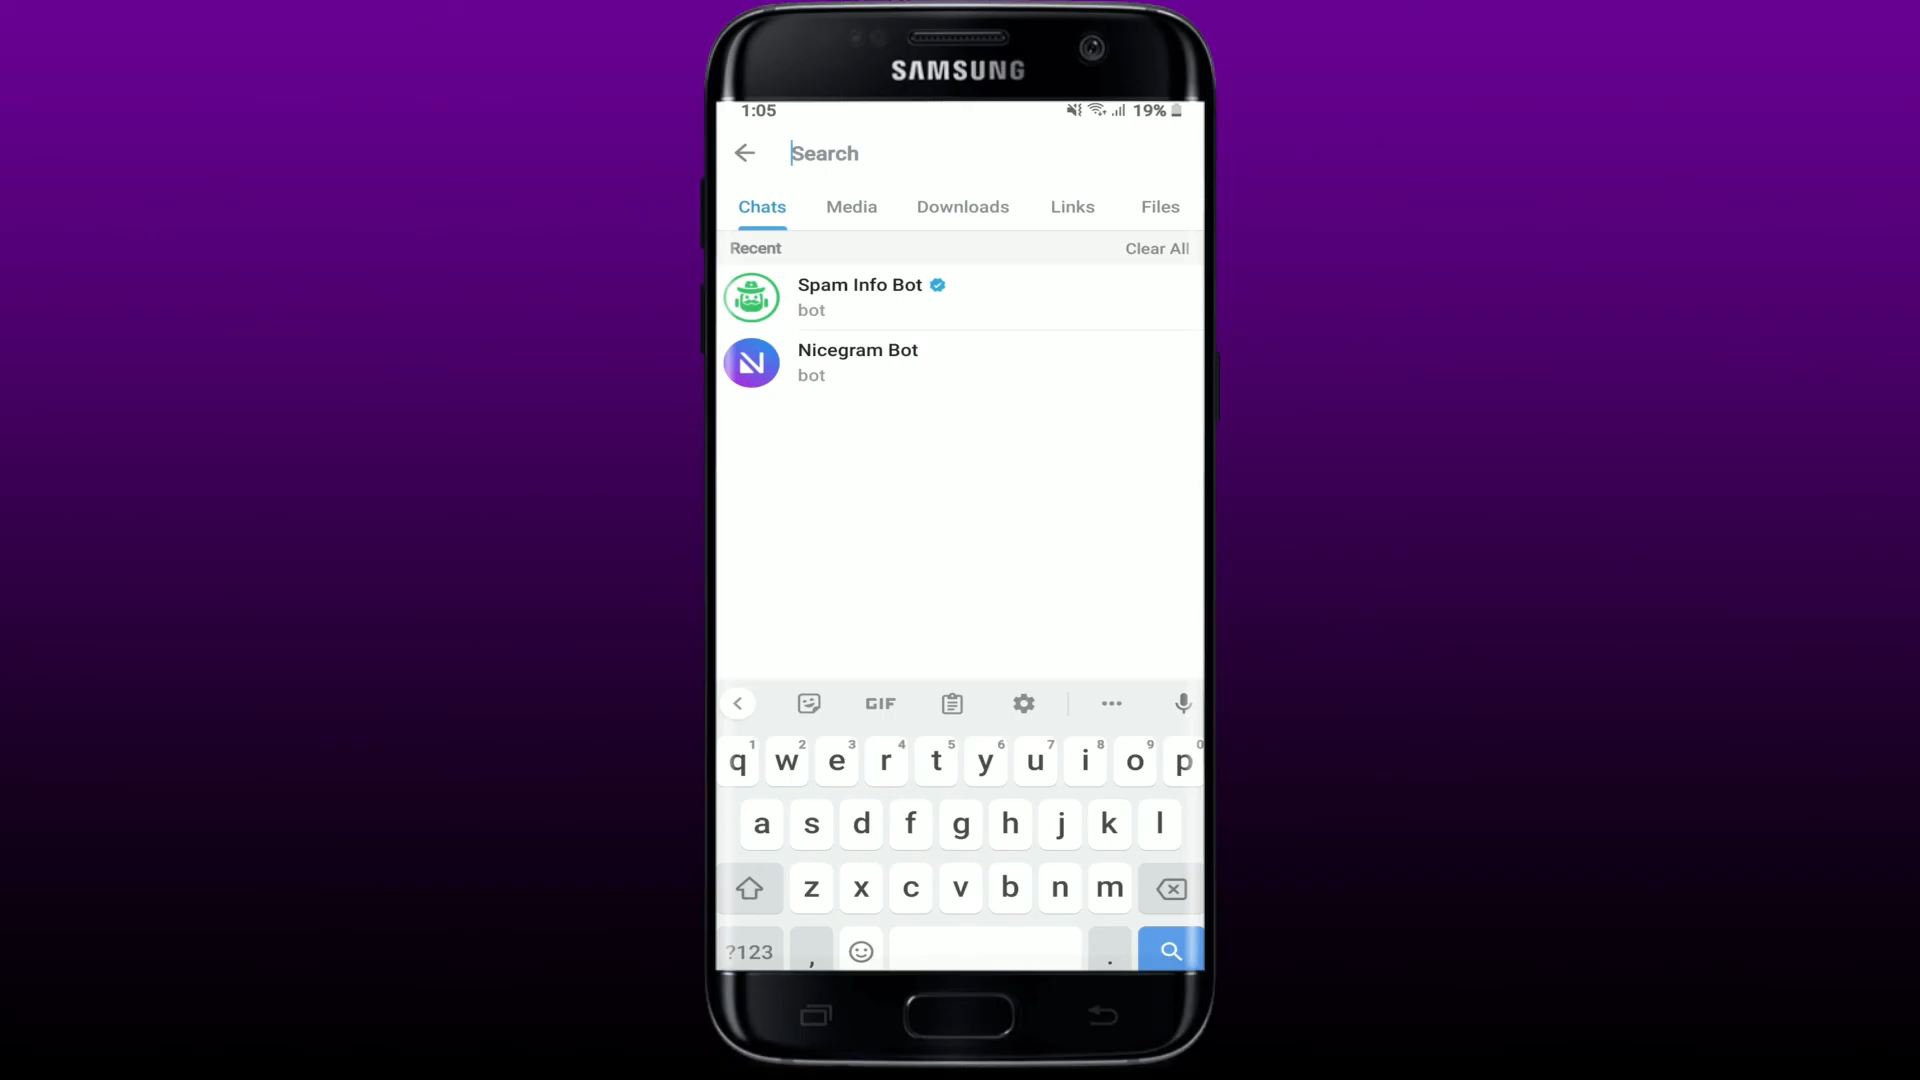 SAMSUNG
1:05 19%
Search
Chats Media Downloads Links Files
Recent Clear All
Spam Info Bot
bot
Nicegram Bot
bot
GIF
1 2 3 4 5 6 7 8 9 0
q w e r t y u i o p
a s d f g h j k l
z x c v b n m
?123 , .